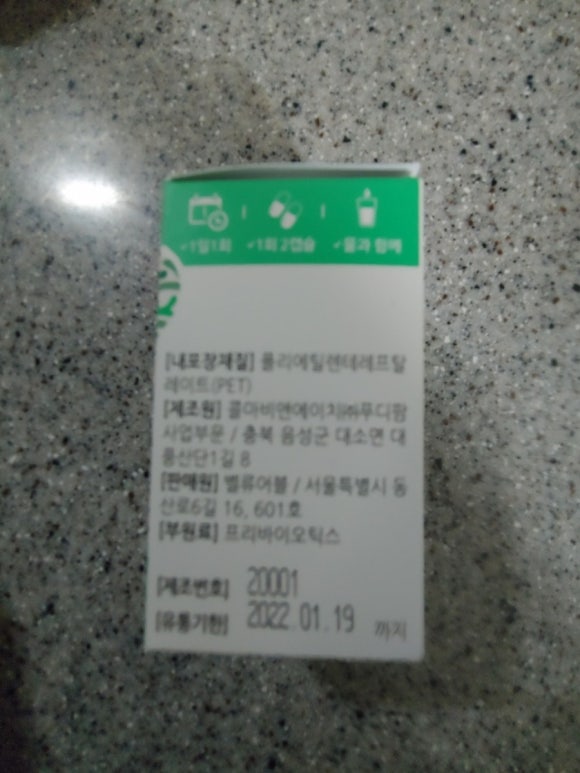 ✓1일1회 ✓1회 2캡슐 ✓물과 함께
[내포장재질] 폴리에틸렌테레프탈
레이트(PET)
[제조원] 콜마비앤에이치㈜푸디팜
사업부문 / 충북 음성군 대소면 대
풍산단1길 8
[판매원] 벨류어블 / 서울특별시 동
산로6길 16, 601호
[부원료] 프리바이오틱스
[제조번호] 20001
[유통기한] 2022.01.19 까지